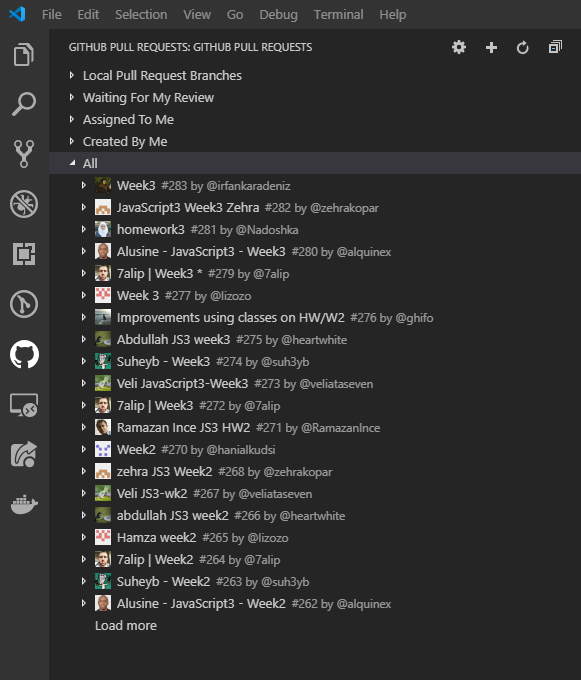 File Edit Selection View Go Debug Terminal Help
GITHUB PULL REQUESTS: GITHUB PULL REQUESTS
Local Pull Request Branches
Waiting For My Review
Assigned To Me
Created By Me
All
Week3 #283 by @irfankaradeniz
JavaScript3 Week3 Zehra #282 by @zehrakopar
homework3 #281 by @Nadoshka
Alusine - JavaScript3 - Week3 #280 by @alquinex
7alip | Week3 * #279 by @7alip
Week 3 #277 by @lizozo
Improvements using classes on HW/W2 #276 by @ghifo
Abdullah JS3 week3 #275 by @heartwhite
Suheyb - Week3 #274 by @suh3yb
Veli JavaScript3-Week3 #273 by @veliataseven
7alip | Week3 #272 by @7alip
Ramazan Ince JS3 HW2 #271 by @RamazanInce
Week2 #270 by @hanialkudsi
zehra JS3 Week2 #268 by @zehrakopar
Veli JS3-wk2 #267 by @veliataseven
abdullah JS3 week2 #266 by @heartwhite
Hamza week2 #265 by @lizozo
7alip | Week2 #264 by @7alip
Suheyb - Week2 #263 by @suh3yb
Alusine - JavaScript3 - Week2 #262 by @alquinex
Load more